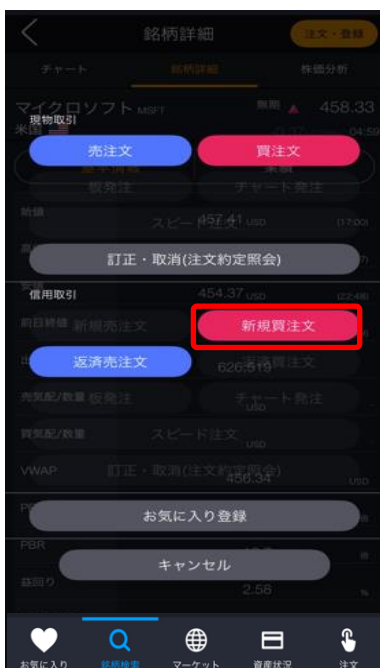 銘柄詳細
注文・登録
チャート
銘柄詳細
株価分析
マイクロソフト MSFT
無期 ▲ 458.33
現物取引
米国
04:59
売注文
買注文
板発注
チャート発注
始値
スピード注文
457.41 USD
(17:00)
訂正・取消(注文約定照会)
信用取引
454.37 USD
(22:48)
前日終値
新規売注文
新規買注文
返済売注文
返済買注文
626,519
売気配/数量
板発注
チャート発注
USD
買気配/数量
スピード注文
USD
VWAP
訂正・取消(注文約定照会)
456.34
USD
お気に入り登録
PBR
倍
キャンセル
2.58
%
お気に入り
銘柄検索
マーケット
資産状況
注文